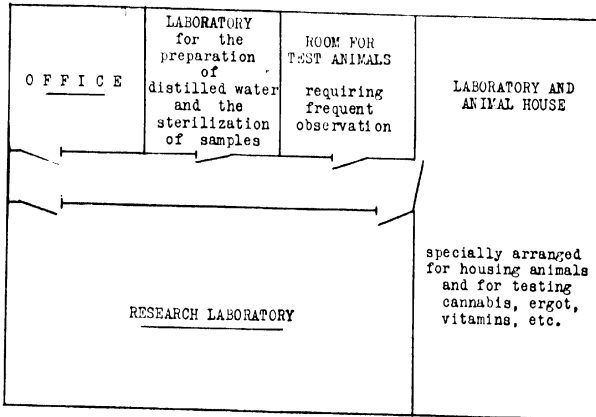 O F F I C E
LABORATORY
for the
preparation
of
distilled water
and the
sterilization
of samples
ROOM FOR
TEST ANIMALS
requiring
frequent
observation
LABORATORY AND
ANIMAL HOUSE
specially arranged
for housing animals
and for testing
cannabis, ergot,
vitamins, etc.
RESEARCH LABORATORY